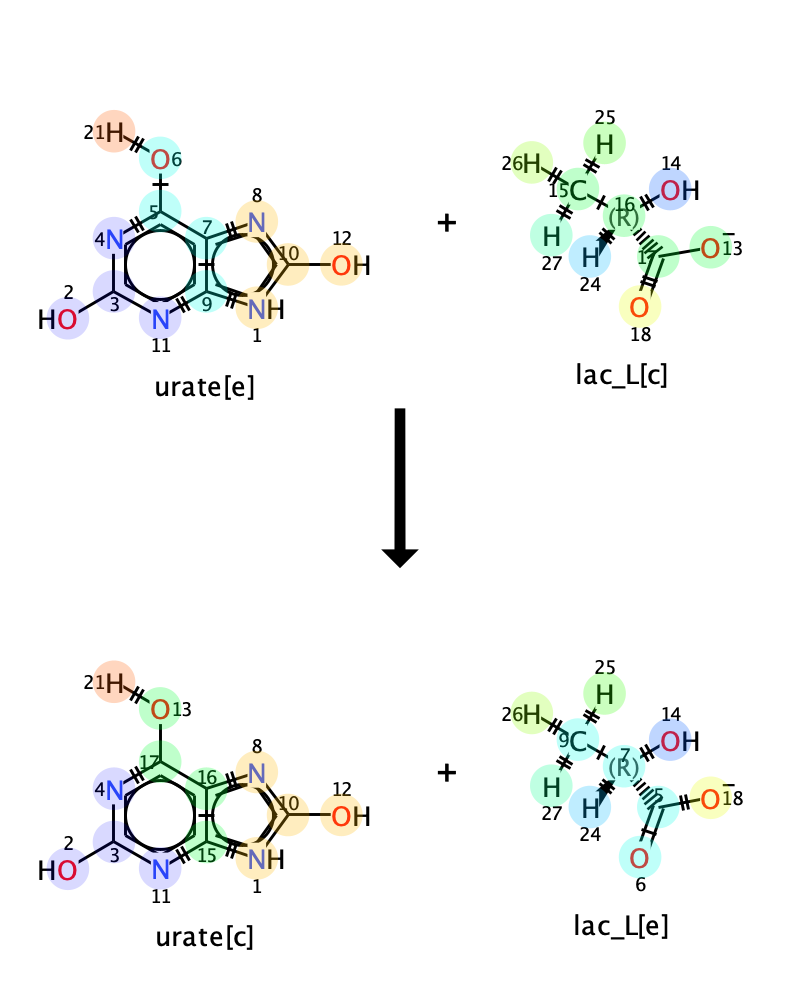 25
21H H
O6 26H 14
8 15C 16 OH
5 7 N + (R)
4N 10 12 H 17 O13
2 3 9 OH 27 H
HO N NH 24 O
11 1 18
urate[e] lac_L[c]
25
21H H
O13 26H 14
8 9C 7 OH
17 16 N + (R)
4N 10 12 H 5 O18
2 3 15 OH 27 H
HO N NH 24 O
11 1 6
urate[c] lac_L[e]